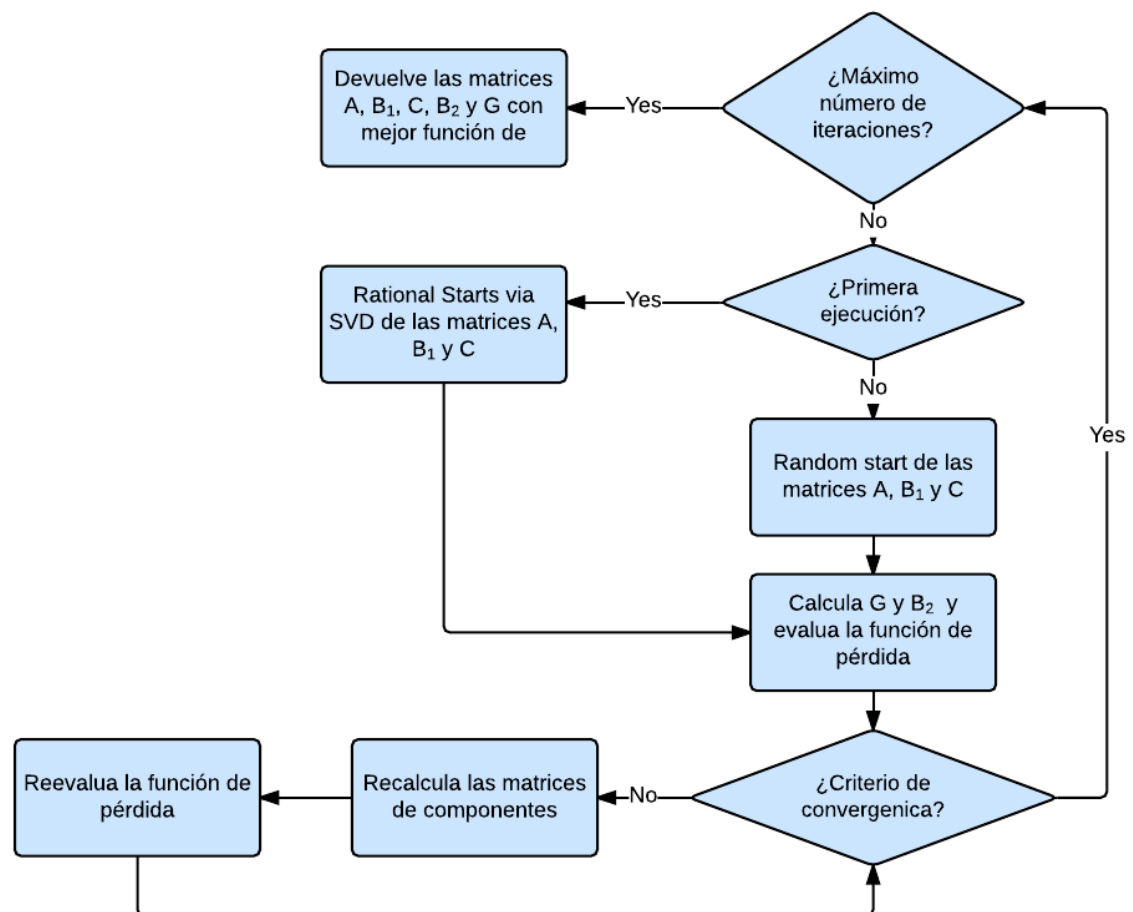 Devuelve las matrices
A, B₁, C, B₂ y G con
mejor función de
Yes
¿Máximo
número de
iteraciones?
No
Rational Starts via
SVD de las matrices A,
B₁ y C
Yes
¿Primera
ejecución?
No
Yes
Random start de las
matrices A, B₁ y C
Calcula G y B₂ y
evalua la función de
pérdida
Reevalua la función de
pérdida
Recalcula las matrices
de componentes
No
¿Criterio de
convergenica?